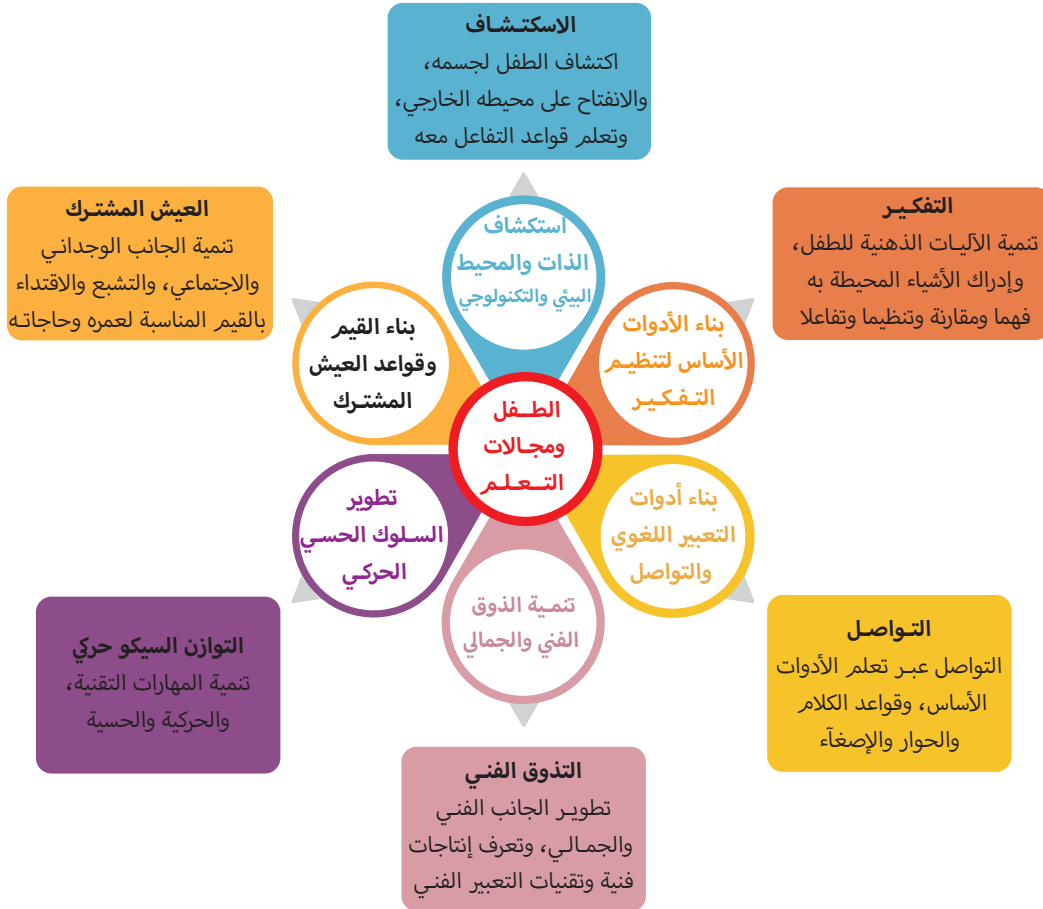 الاسكتشاف
اكتشاف الطفل لجسمه،
والانفتاح على محيطه الخارجي،
وتعلم قواعد التفاعل معه
التفكير
تنمية الآليات الذهنية للطفل،
وإدراك الأشياء المحيطة به
فهما ومقارنة وتنظيما وتفاعلا
العيش المشترك
تنمية الجانب الوجداني
والاجتماعي، والتشبع والاقتداء
بالقيم المناسبة لعمره وحاجاته
استكشاف
الذات والمحيط
البيئي والتكنولوجي
بناء الأدوات
الأساس لتنظيم
التفكير
بناء القيم
وقواعد العيش
المشترك
الطفل
ومجالات
التعلم
بناء أدوات
التعبير اللغوي
والتواصل
تطوير
السلوك الحسي
الحركي
تنمية الذوق
الفني والجمالي
التواصل
التواصل عبر تعلم الأدوات
الأساس، وقواعد الكلام
والحوار والإصغآء
التوازن السيكو حركي
تنمية المهارات التقنية،
والحركية والحسية
التذوق الفني
تطوير الجانب الفني
والجمالي، وتعرف إنتاجات
فنية وتقنيات التعبير الفني